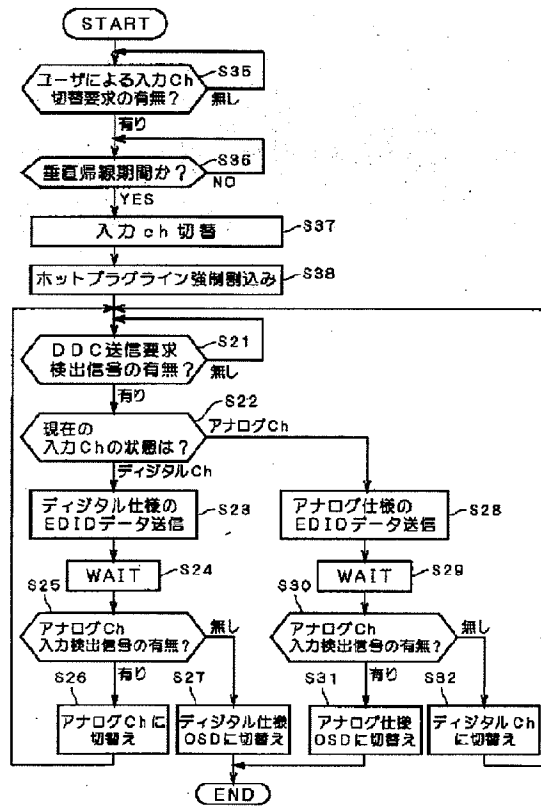 START
ユーザによる入力Ch
切替要求の有無？
S35
無し
有り
垂直帰線期間か？
S36
NO
YES
入力ch切替
S37
ホットプラグライン強制割込み
S38
DDC送信要求
検出信号の有無？
S21
無し
有り
現在の
入力Chの状態は？
S22
アナログCh
ディジタルCh
ディジタル仕様の
EDIDデータ送信
S23
アナログ仕様の
EDIDデータ送信
S28
WAIT
S24
WAIT
S29
S25
アナログCh
入力検出信号の有無？
無し
有り
S30
アナログCh
入力検出信号の有無？
無し
有り
S26
アナログChに
切替え
S27
ディジタル仕様
OSDに切替え
S31
アナログ仕様
OSDに切替え
S32
ディジタルCh
に切替え
END